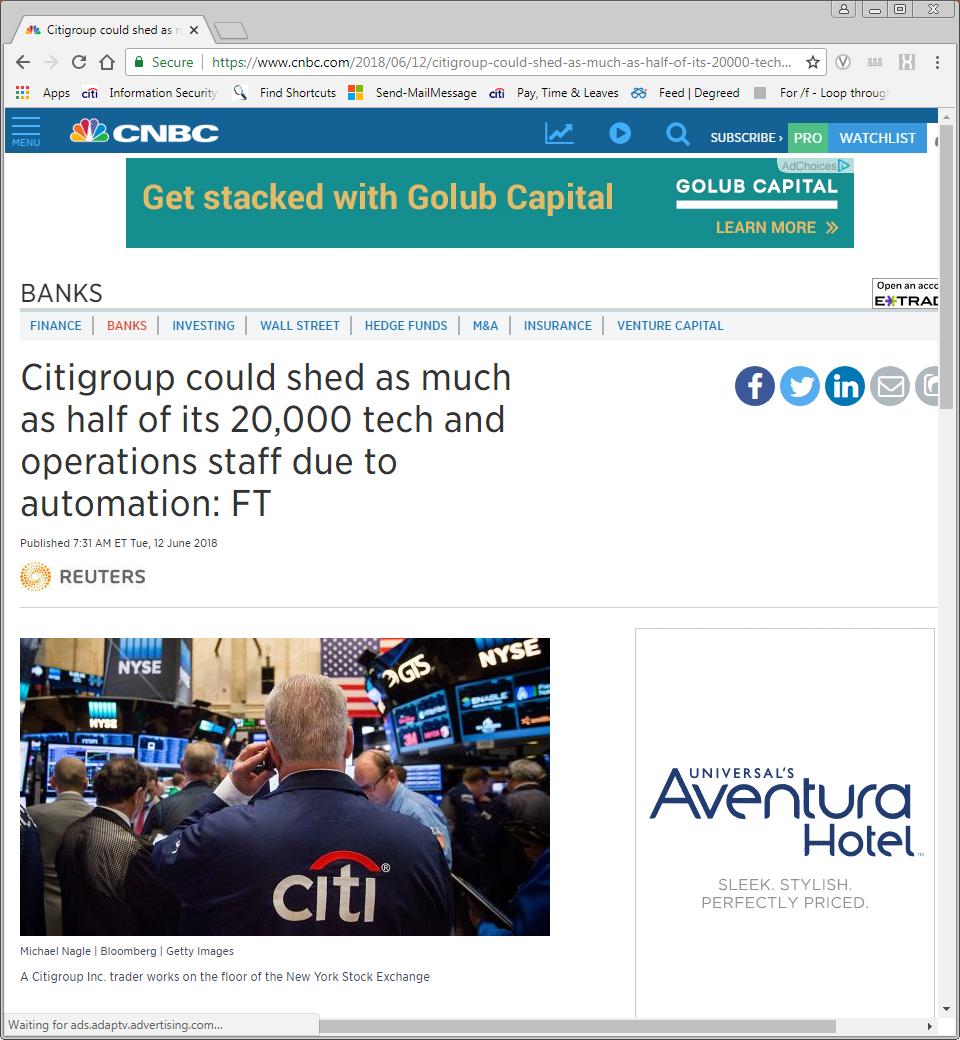 Citigroup could shed as m
Secure
https://www.cnbc.com/2018/06/12/citigroup-could-shed-as-much-as-half-of-its-20000-tech...
Apps
citi
Information Security
Find Shortcuts
Send-MailMessage
citi
Pay, Time & Leaves
Feed | Degreed
For /f - Loop throug
MENU
CNBC
SUBSCRIBE ›
PRO
WATCHLIST
AdChoices
Get stacked with Golub Capital
GOLUB CAPITAL
LEARN MORE »
BANKS
Open an acco
E*TRAD
FINANCE | BANKS | INVESTING | WALL STREET | HEDGE FUNDS | M&A | INSURANCE | VENTURE CAPITAL
Citigroup could shed as much
as half of its 20,000 tech and
operations staff due to
automation: FT
Published 7:31 AM ET Tue, 12 June 2018
REUTERS
NYSE
GTS
NYSE
NYSE
citi®
UNIVERSAL'S
Aventura
Hotel™
SLEEK. STYLISH.
PERFECTLY PRICED.
Michael Nagle | Bloomberg | Getty Images
A Citigroup Inc. trader works on the floor of the New York Stock Exchange
Waiting for ads.adaptv.advertising.com...